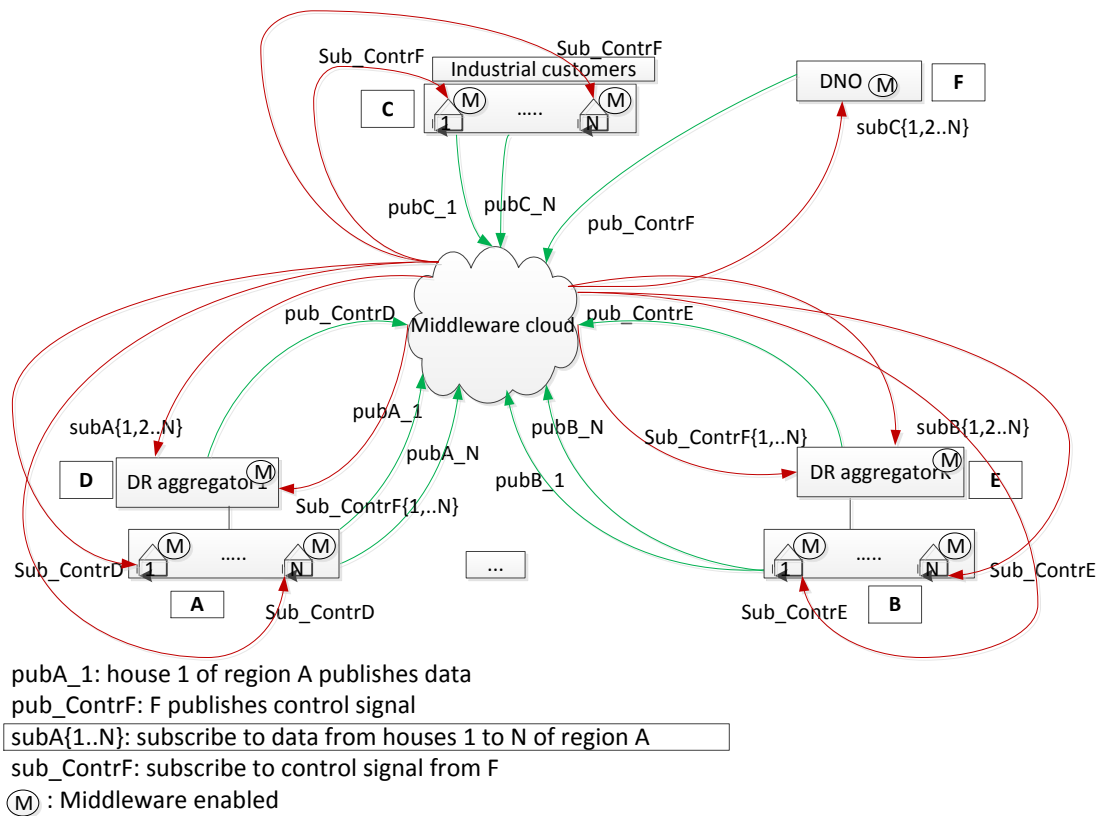 Sub_ContrF
Sub_ContrF
Industrial customers
C
M
M
1
.....
N
DNO M
F
subC{1,2..N}
pubC_1
pubC_N
pub_ContrF
pub_ContrD
Middleware cloud
pub_ContrE
subA{1,2..N}
pubA_1
pubA_N
pubB_N
pubB_1
Sub_ContrF{1,..N}
subB{1,2..N}
D
DR aggregator1
M
DR aggregatorK
M
E
Sub_ContrF{1,..N}
M
M
1
.....
N
Sub_ContrD
A
Sub_ContrD
...
M
M
1
.....
N
Sub_ContrE
Sub_ContrE
B
pubA_1: house 1 of region A publishes data
pub_ContrF: F publishes control signal
subA{1..N}: subscribe to data from houses 1 to N of region A
sub_ContrF: subscribe to control signal from F
M : Middleware enabled